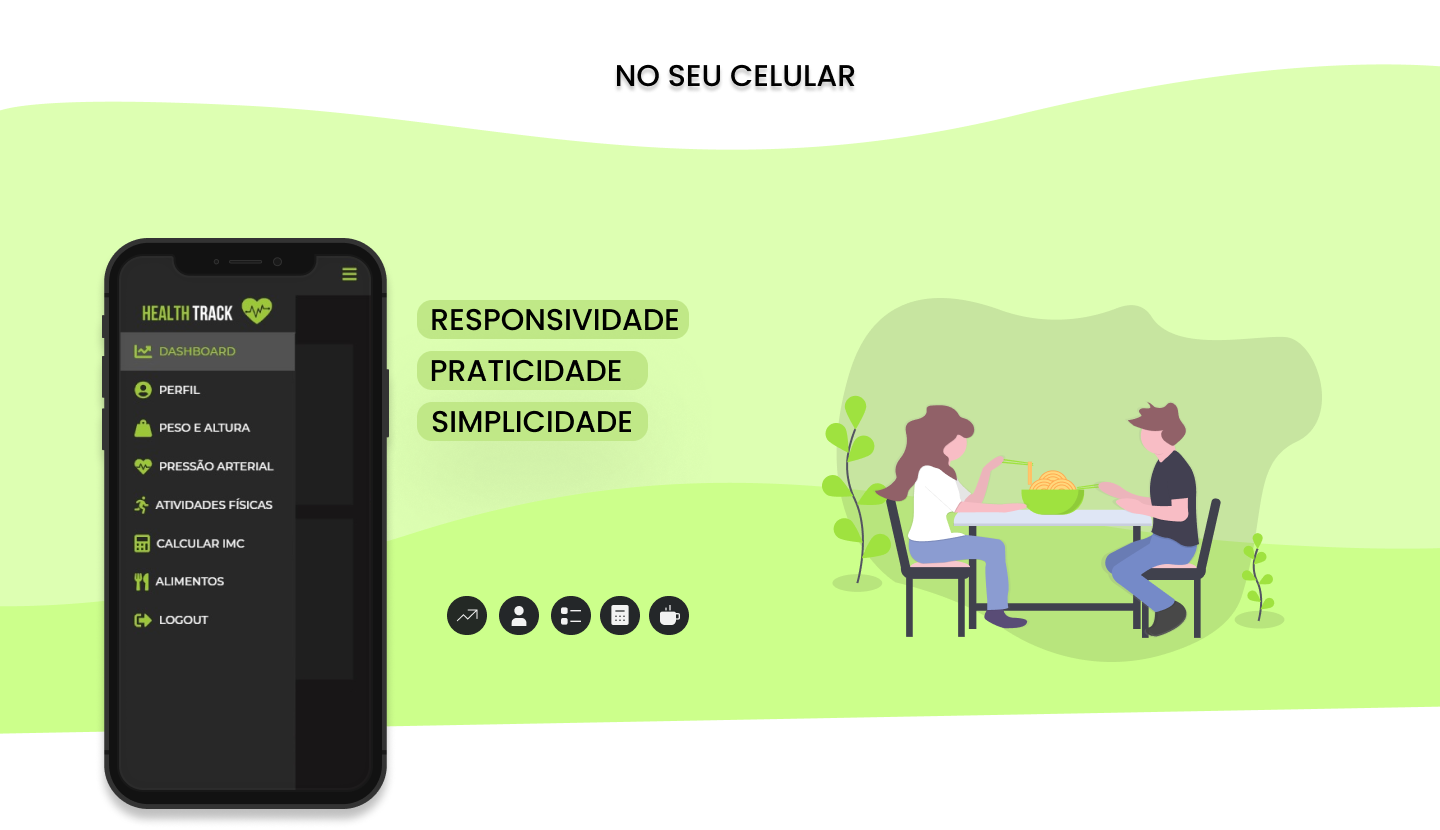 NO SEU CELULAR
HEALTH TRACK
DASHBOARD
PERFIL
PESO E ALTURA
PRESSÃO ARTERIAL
ATIVIDADES FÍSICAS
CALCULAR IMC
ALIMENTOS
LOGOUT
RESPONSIVIDADE
PRATICIDADE
SIMPLICIDADE